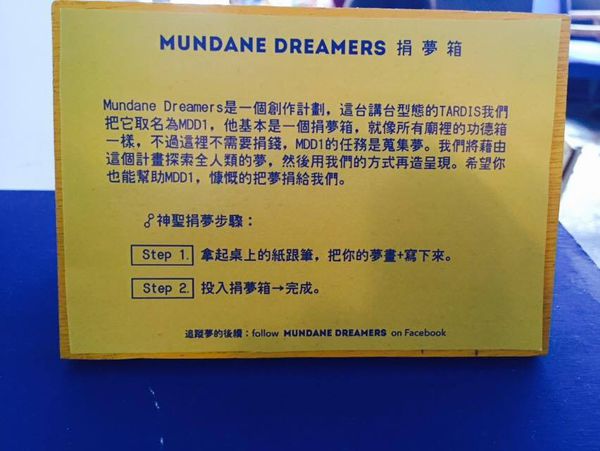 MUNDANE DREAMERS 捐夢箱
Mundane Dreamers是一個創作計劃，這台講台型態的TARDIS我們
把它取名為MDD1，他基本是一個捐夢箱，就像所有廟裡的功德箱
一樣，不過這裡不需要捐錢，MDD1的任務是蒐集夢。我們將藉由
這個計畫探索全人類的夢，然後用我們的方式再造呈現。希望你
也能幫助MDD1，慷慨的把夢捐給我們。
神聖捐夢步驟：
Step 1. 拿起桌上的紙跟筆，把你的夢畫+寫下來。
Step 2. 投入捐夢箱→完成。
追蹤夢的後續：follow MUNDANE DREAMERS on Facebook